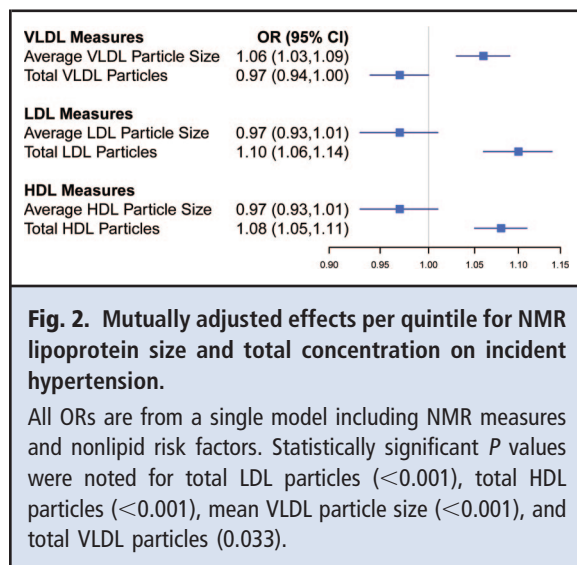 VLDL Measures OR (95% CI)
Average VLDL Particle Size 1.06 (1.03,1.09)
Total VLDL Particles 0.97 (0.94,1.00)
LDL Measures
Average LDL Particle Size 0.97 (0.93,1.01)
Total LDL Particles 1.10 (1.06,1.14)
HDL Measures
Average HDL Particle Size 0.97 (0.93,1.01)
Total HDL Particles 1.08 (1.05,1.11)
0.90 0.95 1.00 1.05 1.10 1.15
Fig. 2. Mutually adjusted effects per quintile for NMR
lipoprotein size and total concentration on incident
hypertension.
All ORs are from a single model including NMR measures
and nonlipid risk factors. Statistically significant P values
were noted for total LDL particles (<0.001), total HDL
particles (<0.001), mean VLDL particle size (<0.001), and
total VLDL particles (0.033).